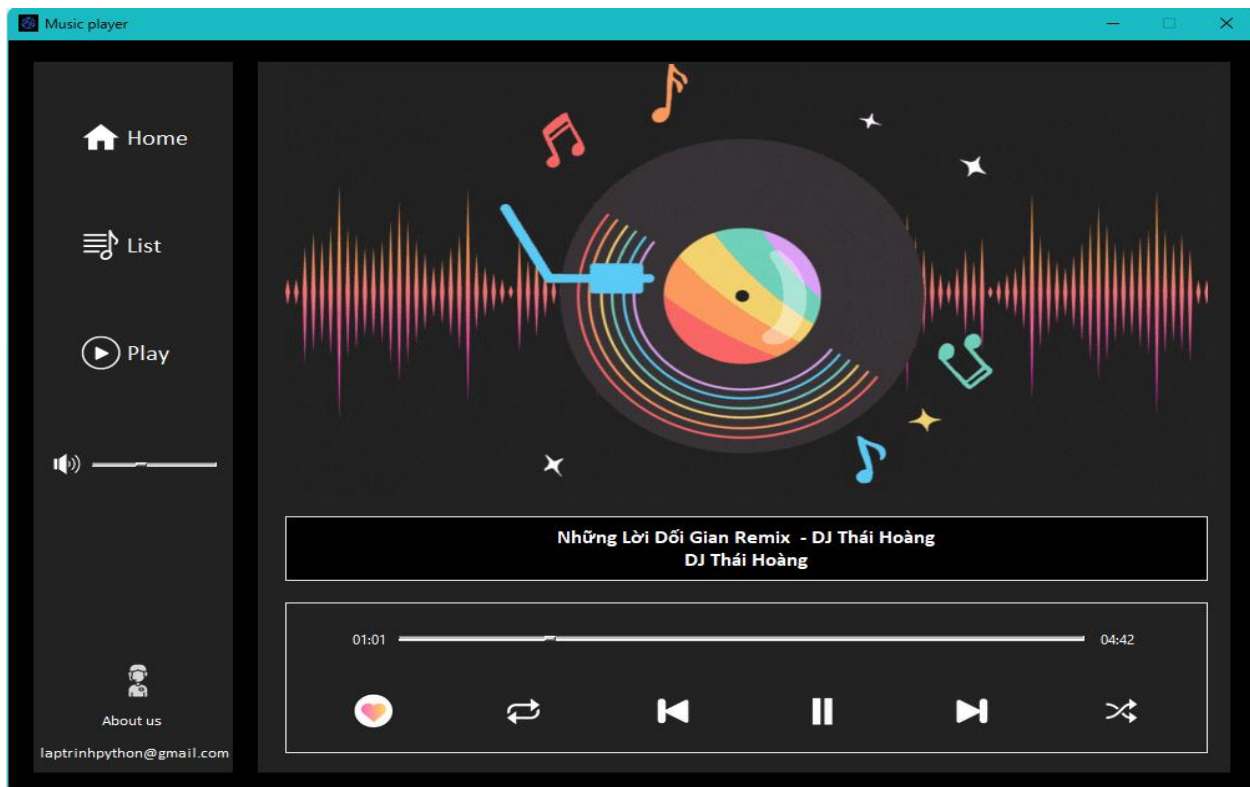 Music player
Home
List
Play
About us
laptrinhpython@gmail.com
Những Lời Dối Gian Remix - DJ Thái Hoàng
DJ Thái Hoàng
01:01
04:42